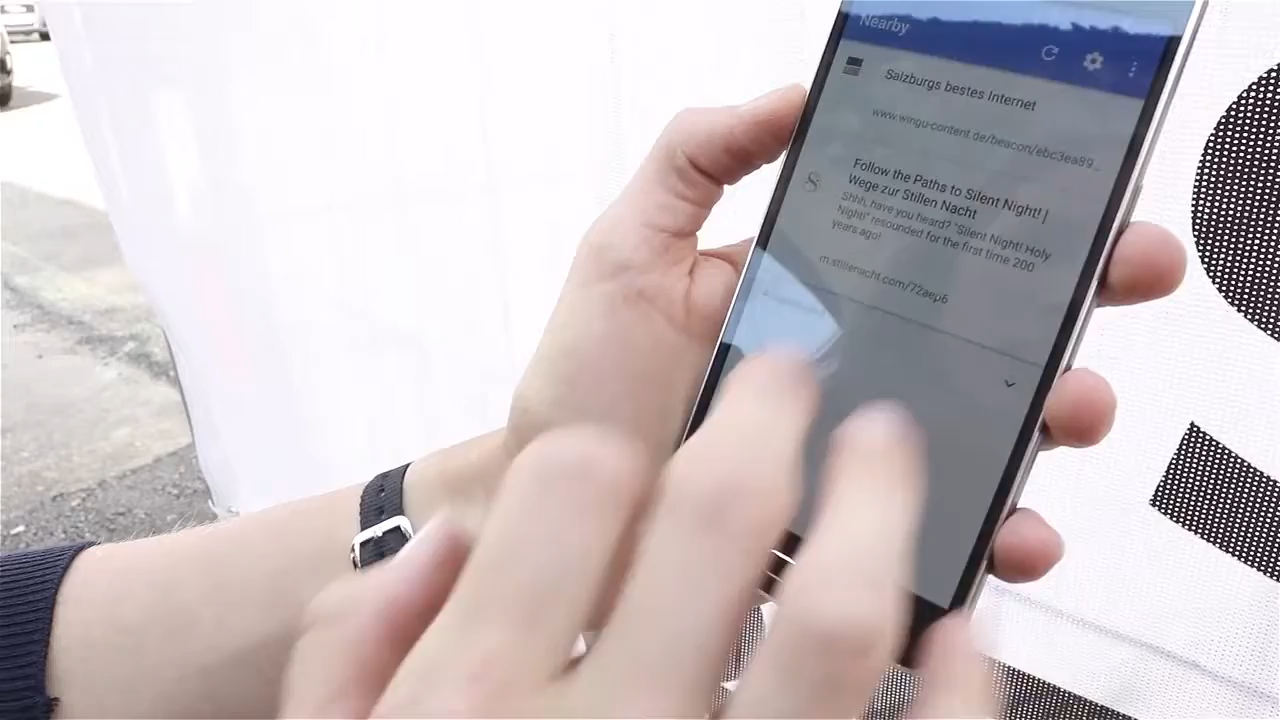 Nearby
Salzburgs bestes Internet
www.wingu-content.de/beacon/ebc3ea89...
Follow the Paths to Silent Night! |
Wege zur Stillen Nacht
Shhh, have you heard? "Silent Night! Holy
Night!" resounded for the first time 200
years ago!
m.stillenacht.com/72aep6